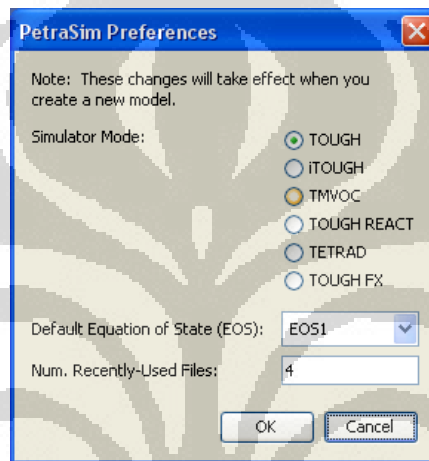 PetraSim Preferences
Note: These changes will take effect when you
create a new model.
Simulator Mode:
TOUGH
iTOUGH
TMVOC
TOUGH REACT
TETRAD
TOUGH FX
Default Equation of State (EOS): EOS1
Num. Recently-Used Files: 4
OK Cancel